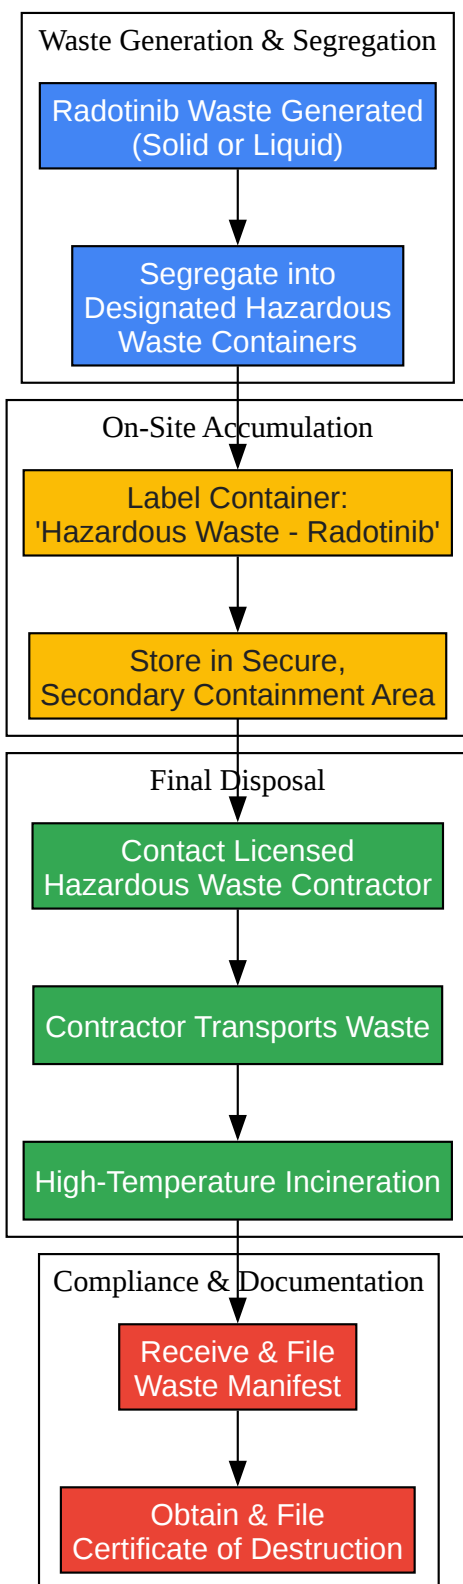 Waste Generation & Segregation
Radotinib Waste Generated
(Solid or Liquid)
Segregate into
Designated Hazardous
Waste Containers
On-Site Accumulation
Label Container:
'Hazardous Waste - Radotinib'
Store in Secure,
Secondary Containment Area
Final Disposal
Contact Licensed
Hazardous Waste Contractor
Contractor Transports Waste
High-Temperature Incineration
Compliance & Documentation
Receive & File
Waste Manifest
Obtain & File
Certificate of Destruction